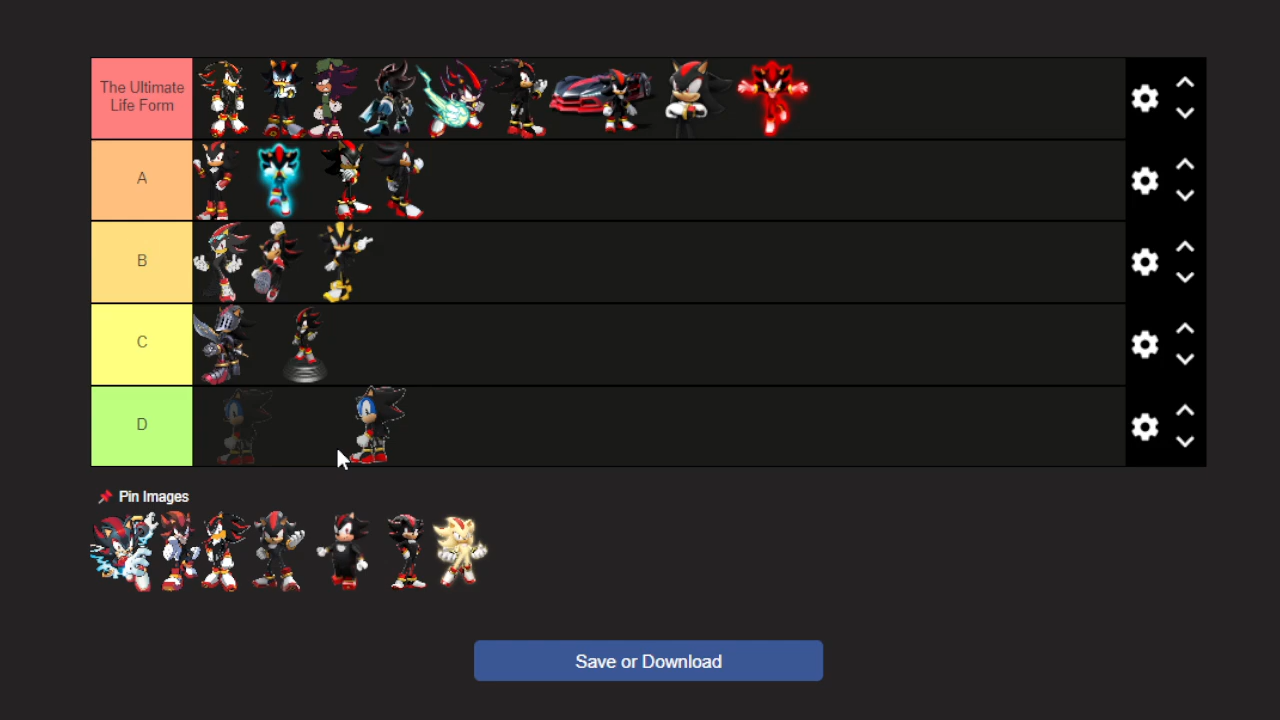 The Ultimate
Life Form
A
B
C
D
Pin Images
Save or Download